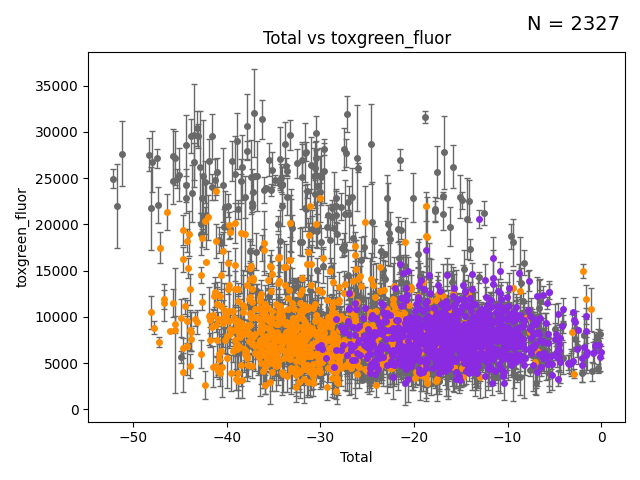 N = 2327
Total vs toxgreen_fluor
toxgreen_fluor
35000
30000
25000
20000
15000
10000
5000
0
−50 −40 −30 −20 −10 0
Total